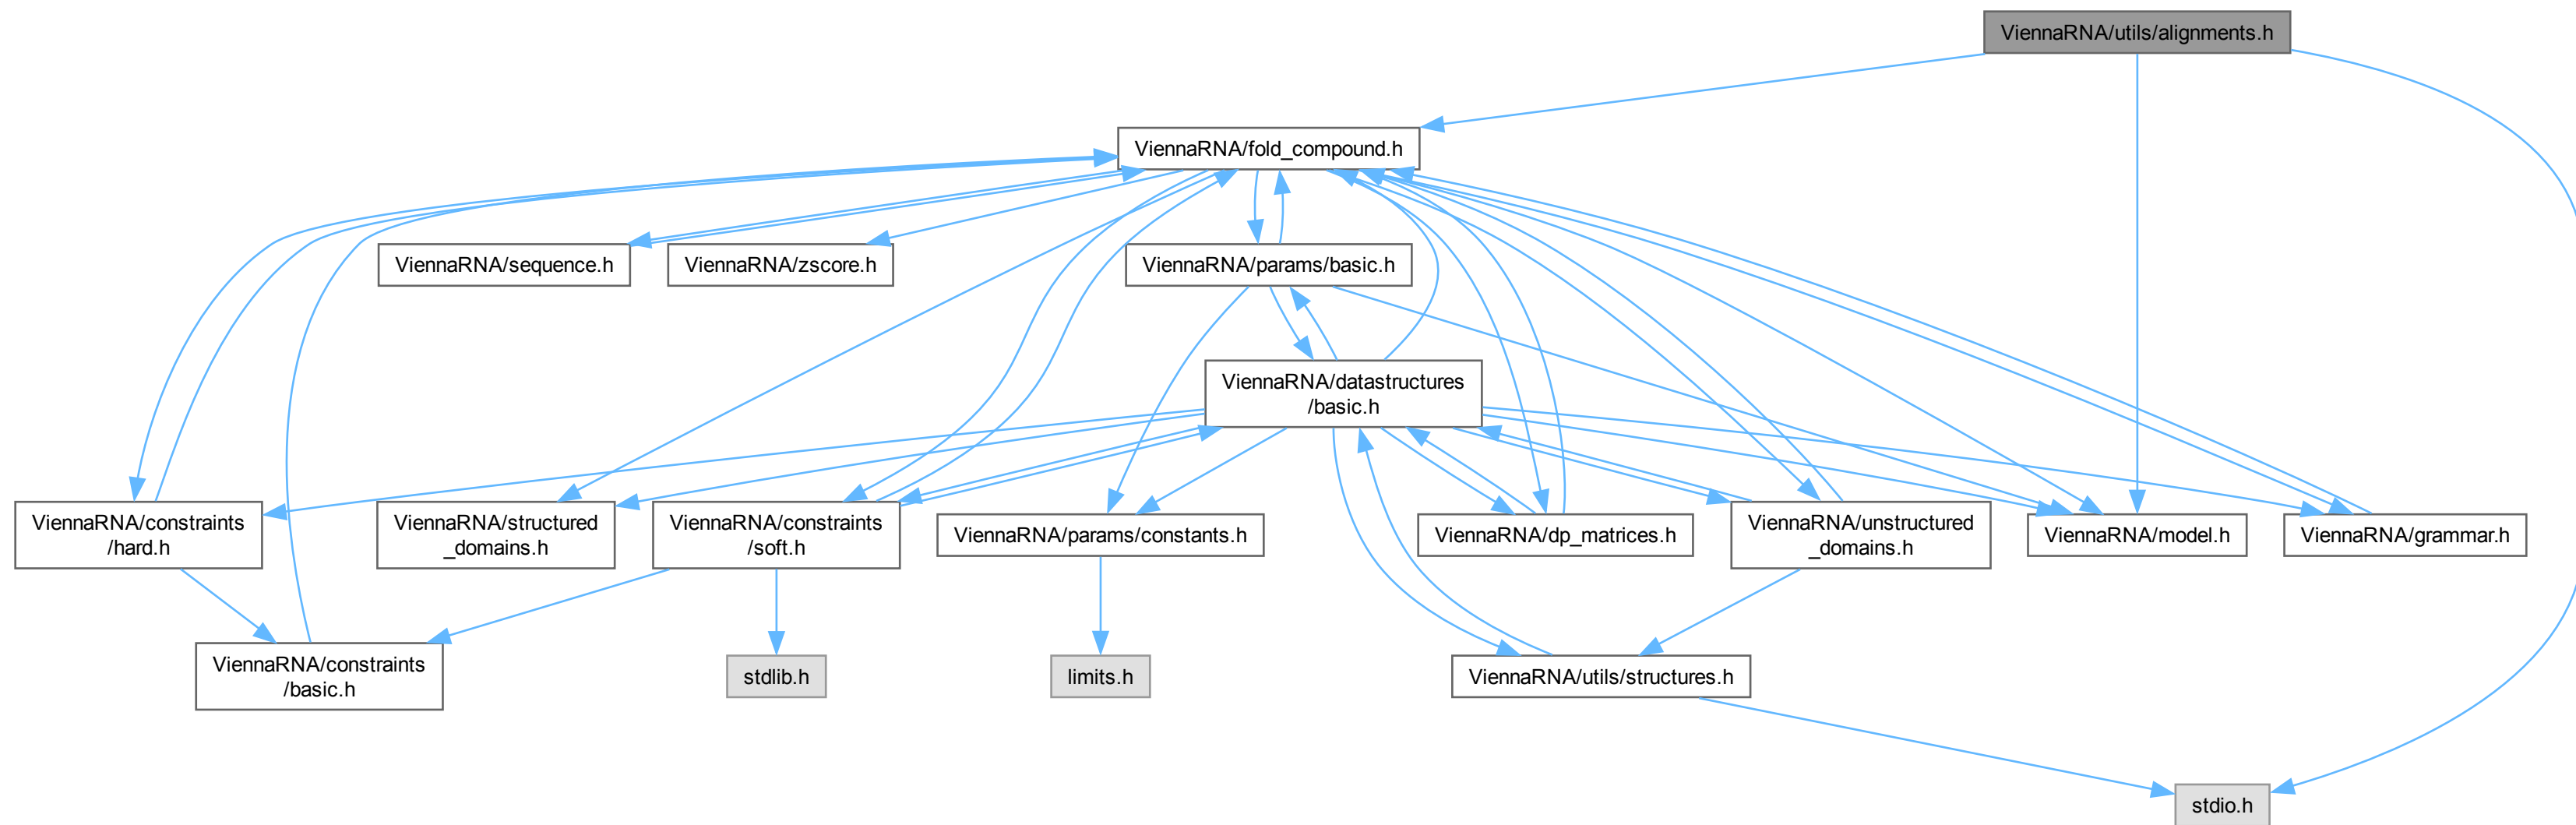 ViennaRNA/utils/alignments.h
ViennaRNA/fold_compound.h
ViennaRNA/sequence.h
ViennaRNA/zscore.h
ViennaRNA/params/basic.h
ViennaRNA/datastructures
/basic.h
ViennaRNA/constraints
/hard.h
ViennaRNA/structured
_domains.h
ViennaRNA/constraints
/soft.h
ViennaRNA/params/constants.h
ViennaRNA/dp_matrices.h
ViennaRNA/unstructured
_domains.h
ViennaRNA/model.h
ViennaRNA/grammar.h
ViennaRNA/constraints
/basic.h
stdlib.h
limits.h
ViennaRNA/utils/structures.h
stdio.h